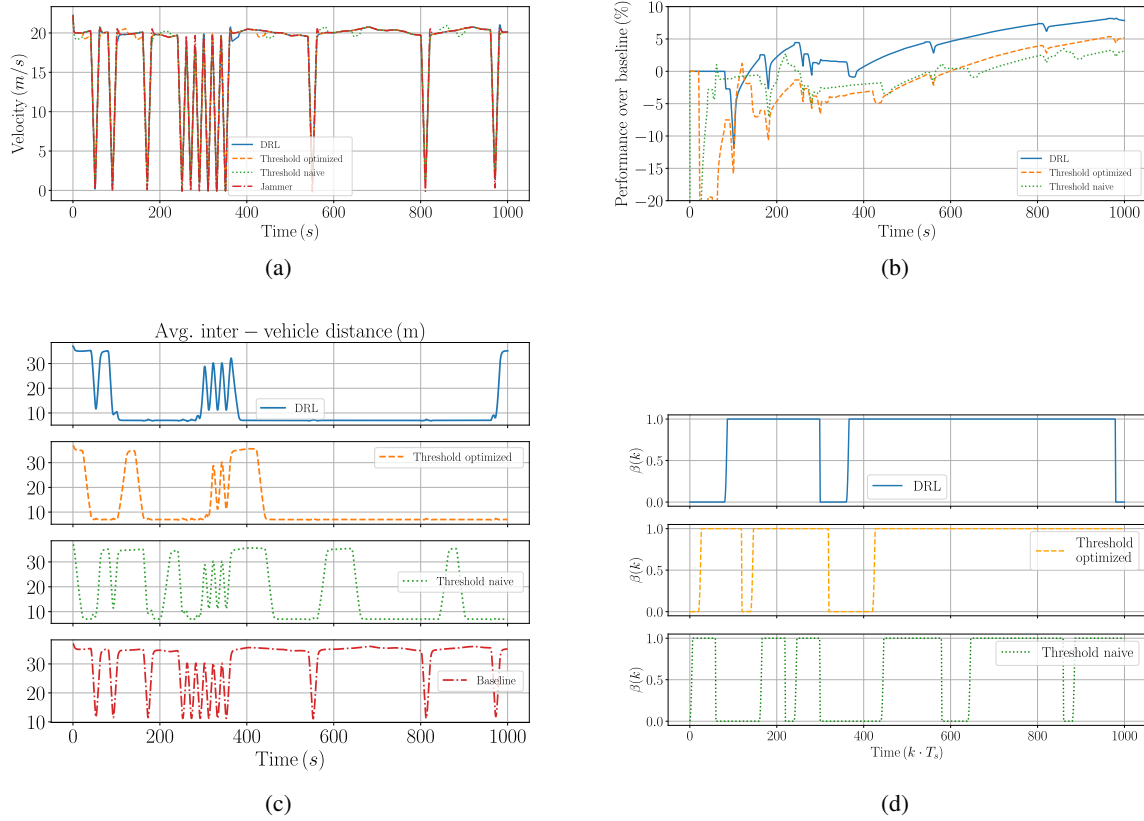 20
15
10
5
0
Velocity (m/s)
DRL
Threshold optimized
Threshold naive
Jammer
0
200
400
600
800
1000
Time (s)
(a)
10
5
0
−5
−10
−15
−20
Performance over baseline (%)
DRL
Threshold optimized
Threshold naive
0
200
400
600
800
1000
Time (s)
(b)
Avg. inter − vehicle distance (m)
30
20
10
DRL
30
20
10
Threshold optimized
30
20
10
Threshold naive
30
20
10
Baseline
0
200
400
600
800
1000
Time (s)
(c)
1.0
0.5
0.0
β(k)
DRL
1.0
0.5
0.0
β(k)
Threshold
optimized
1.0
0.5
0.0
β(k)
Threshold naive
0
200
400
600
800
1000
Time (k · Tₛ)
(d)